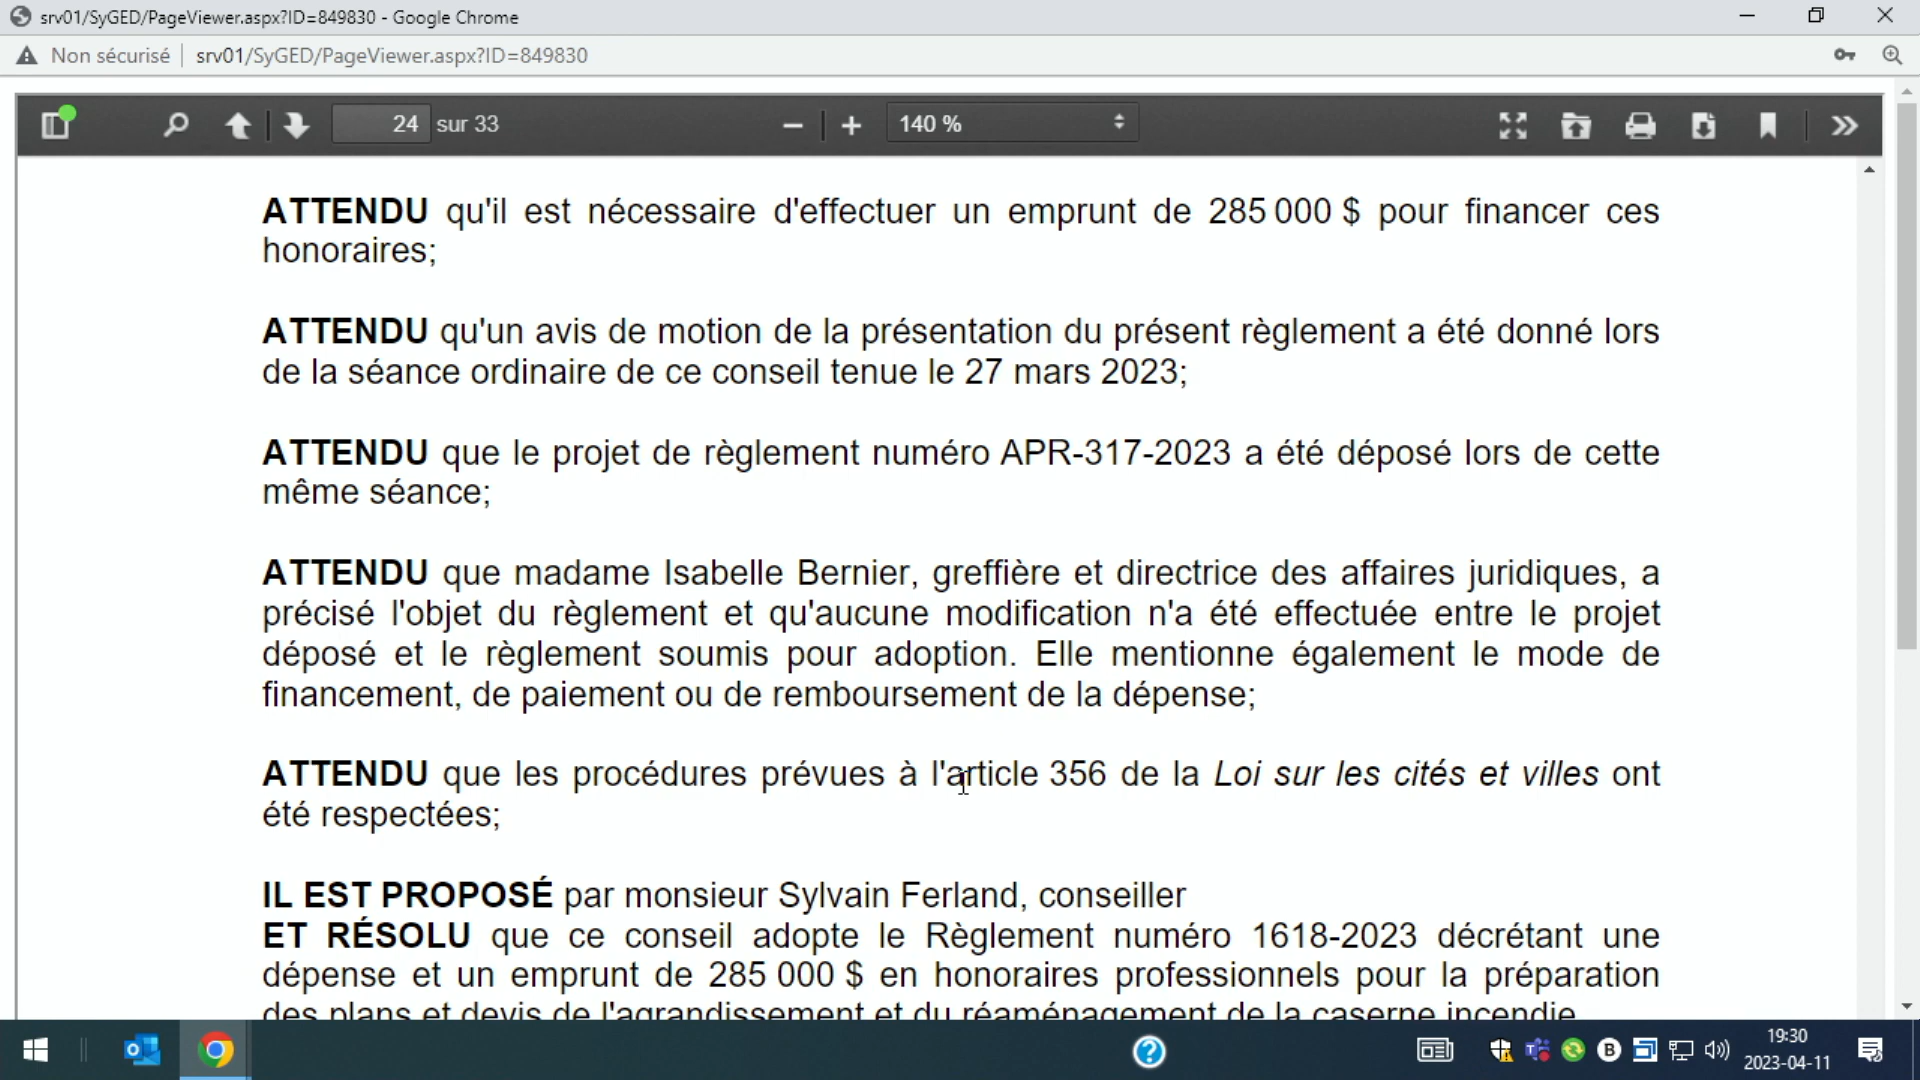 srv01/SyGED/PageViewer.aspx?ID=849830 - Google Chrome
Non sécurisé srv01/SyGED/PageViewer.aspx?ID=849830
24 sur 33 140 %
ATTENDU qu'il est nécessaire d'effectuer un emprunt de 285 000 $ pour financer ces
honoraires;
ATTENDU qu'un avis de motion de la présentation du présent règlement a été donné lors
de la séance ordinaire de ce conseil tenue le 27 mars 2023;
ATTENDU que le projet de règlement numéro APR-317-2023 a été déposé lors de cette
même séance;
ATTENDU que madame Isabelle Bernier, greffière et directrice des affaires juridiques, a
précisé l'objet du règlement et qu'aucune modification n'a été effectuée entre le projet
déposé et le règlement soumis pour adoption. Elle mentionne également le mode de
financement, de paiement ou de remboursement de la dépense;
ATTENDU que les procédures prévues à l'article 356 de la Loi sur les cités et villes ont
été respectées;
IL EST PROPOSÉ par monsieur Sylvain Ferland, conseiller
ET RÉSOLU que ce conseil adopte le Règlement numéro 1618-2023 décrétant une
dépense et un emprunt de 285 000 $ en honoraires professionnels pour la préparation
des plans et devis de l'agrandissement et du réaménagement de la caserne incendie
19:30
2023-04-11